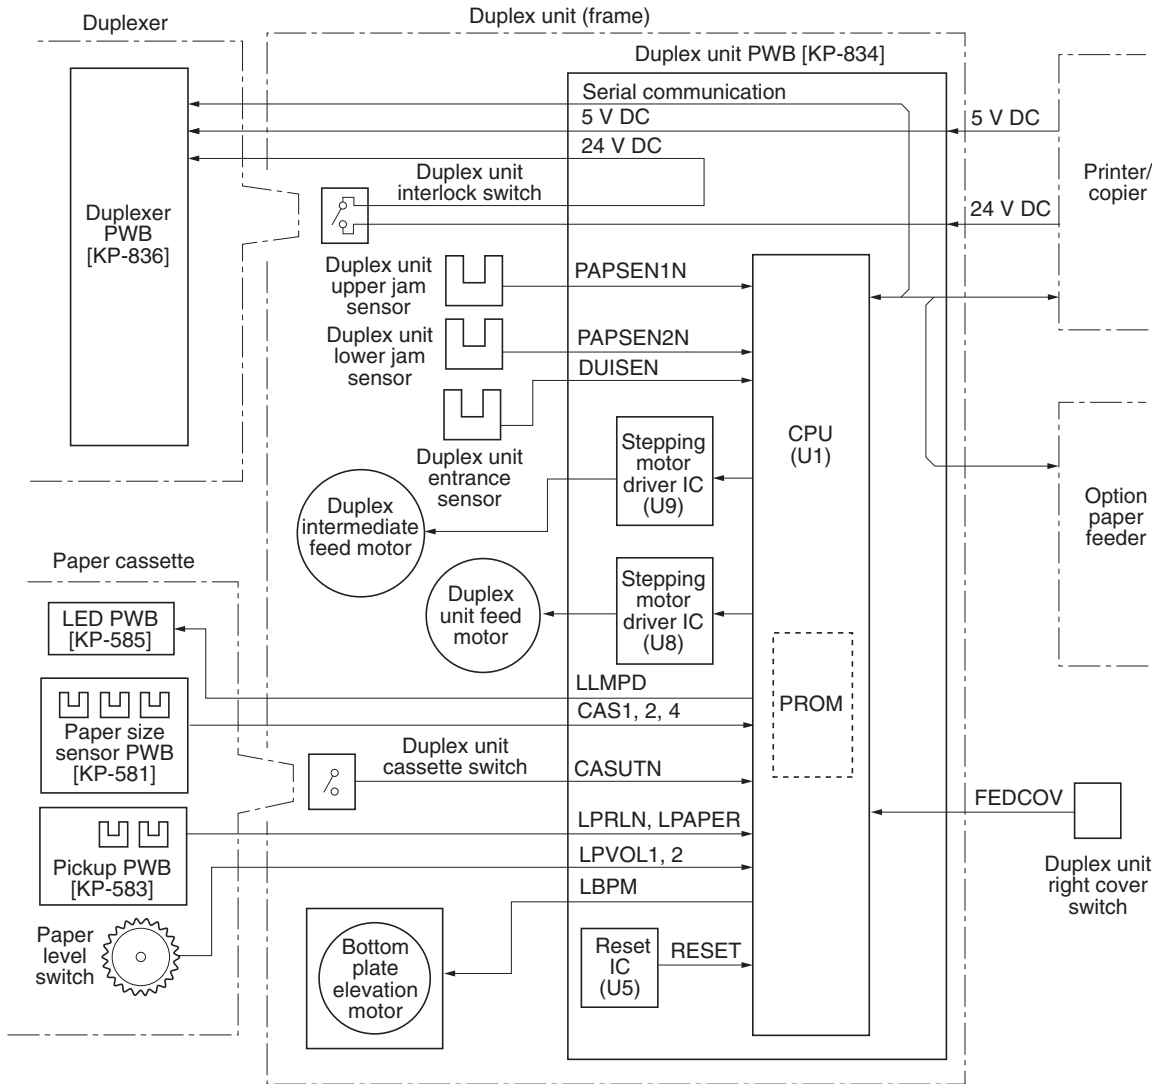 Duplexer
Duplex unit (frame)
Duplex unit PWB [KP-834]
Serial communication
5 V DC
5 V DC
24 V DC
Duplex unit
interlock switch
Printer/
copier
24 V DC
Duplexer
PWB
[KP-836]
Duplex unit
upper jam
sensor
PAPSEN1N
Duplex unit
lower jam
sensor
PAPSEN2N
DUISEN
Duplex unit
entrance
sensor
Stepping
motor
driver IC
(U9)
CPU
(U1)
Duplex
intermediate
feed motor
Option
paper
feeder
Paper cassette
LED PWB
[KP-585]
Duplex
unit feed
motor
Stepping
motor
driver IC
(U8)
LLMPD
PROM
CAS1, 2, 4
Paper size
sensor PWB
[KP-581]
Duplex unit
cassette switch
CASUTN
FEDCOV
LPRLN, LPAPER
Pickup PWB
[KP-583]
LPVOL1, 2
Duplex unit
right cover
switch
LBPM
Paper
level
switch
Bottom
plate
elevation
motor
Reset
IC
(U5)
RESET